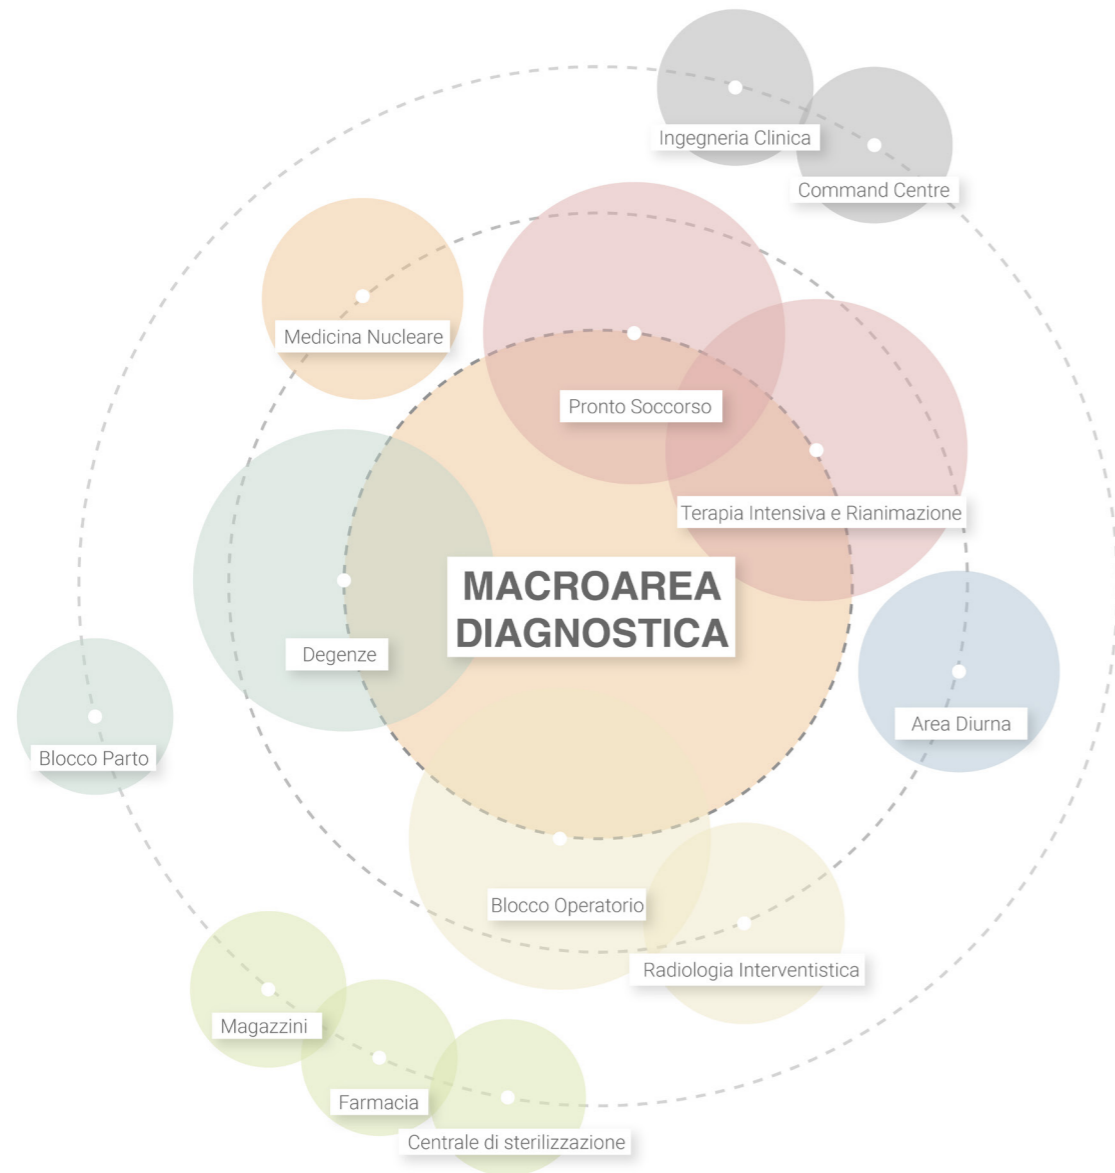 Ingegneria Clinica
Command Centre
Medicina Nucleare
Pronto Soccorso
Terapia Intensiva e Rianimazione
MACROAREA
DIAGNOSTICA
Degenze
Area Diurna
Blocco Parto
Blocco Operatorio
Radiologia Interventistica
Magazzini
Farmacia
Centrale di sterilizzazione